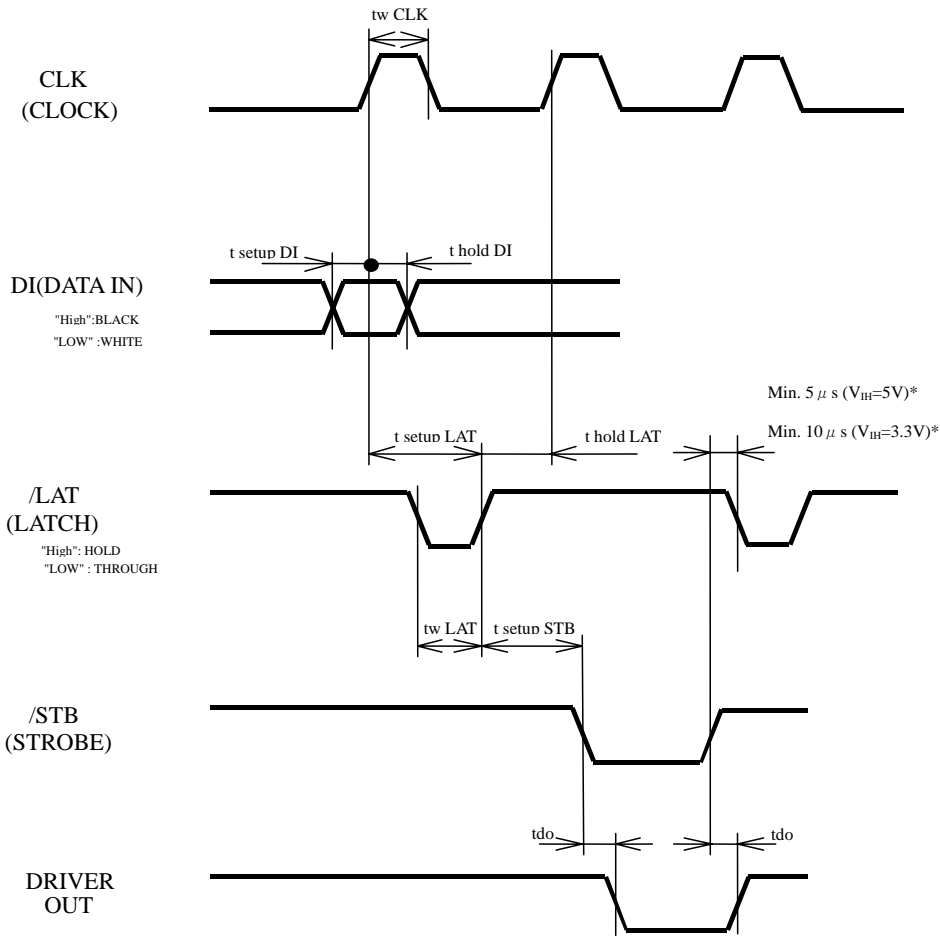 tw CLK
CLK
(CLOCK)
t setup DI
t hold DI
DI(DATA IN)
"High":BLACK
"LOW" :WHITE
Min. 5 μ s (VIH=5V)*
Min. 10 μ s (VIH=3.3V)*
t setup LAT
t hold LAT
/LAT
(LATCH)
"High": HOLD
"LOW" : THROUGH
tw LAT
t setup STB
/STB
(STROBE)
tdo
tdo
DRIVER
OUT